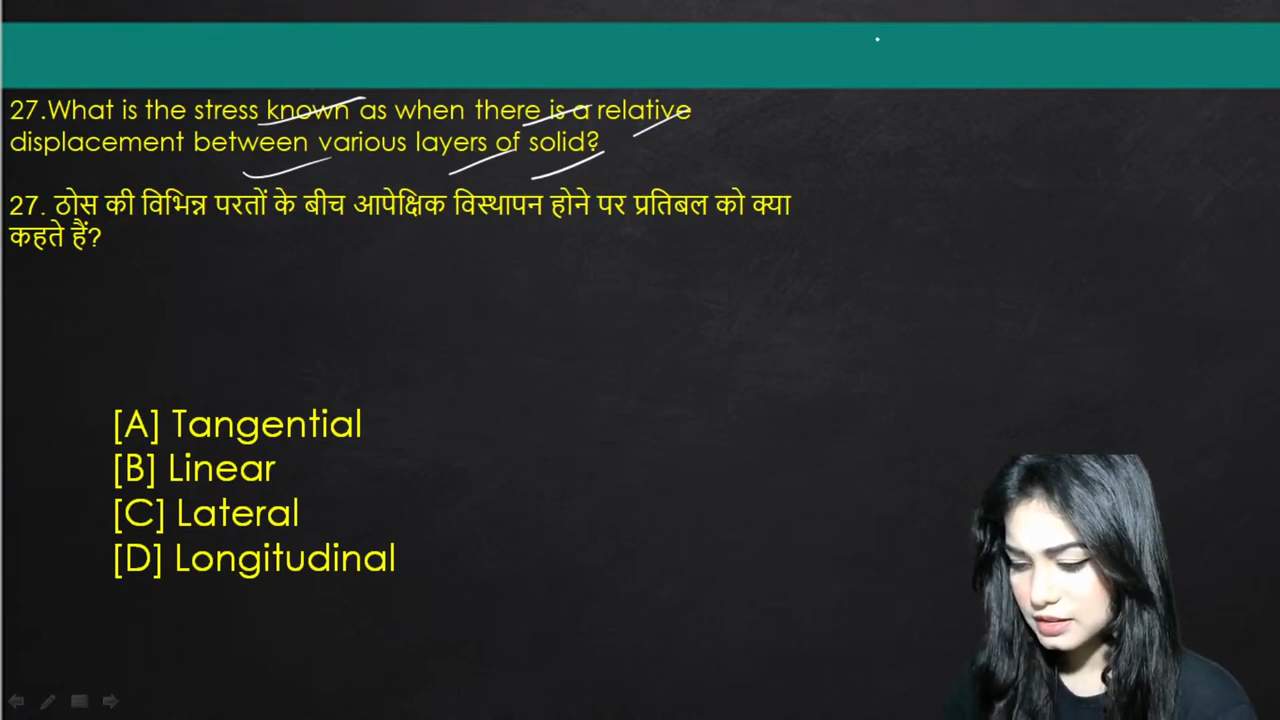 27.What is the stress known as when there is a relative
displacement between various layers of solid?
27. ठोस की विभिन्न परतों के बीच आपेक्षिक विस्थापन होने पर प्रतिबल को क्या
कहते हैं?
[A] Tangential
[B] Linear
[C] Lateral
[D] Longitudinal